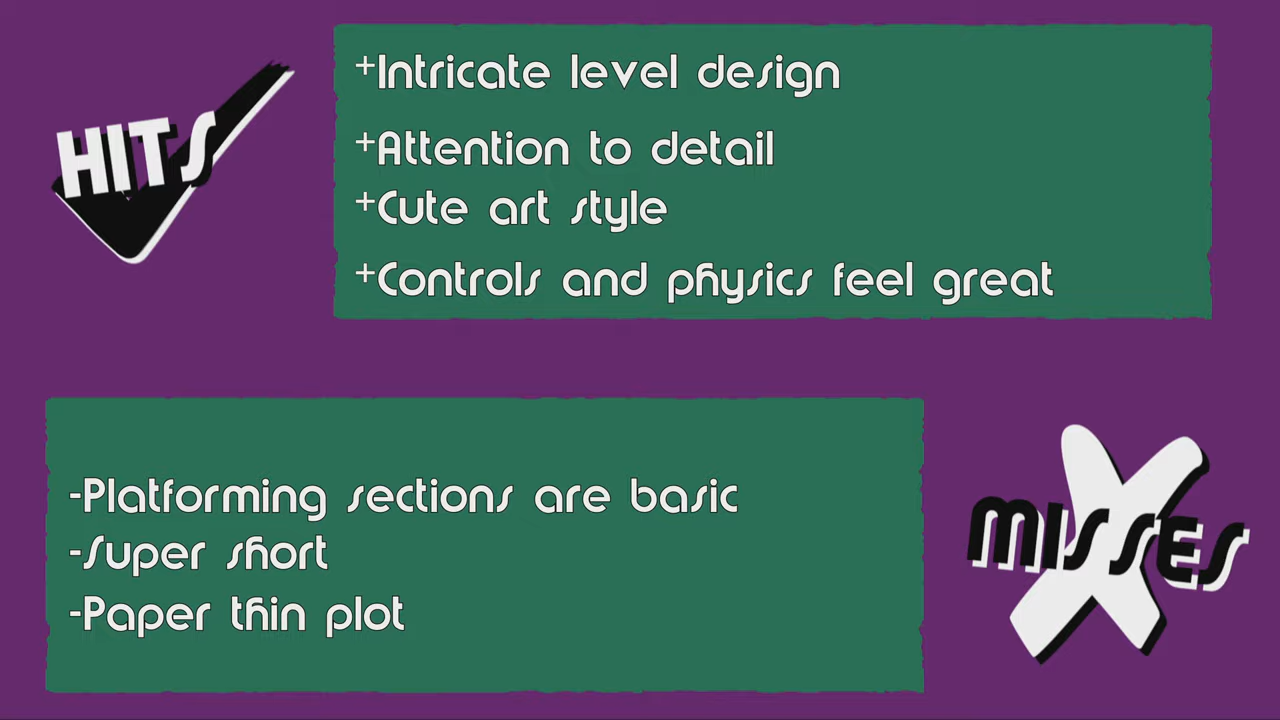 HITS
+Intricate level design
+Attention to detail
+Cute art style
+Controls and physics feel great
-Platforming sections are basic
-Super short
-Paper thin plot
MISSES